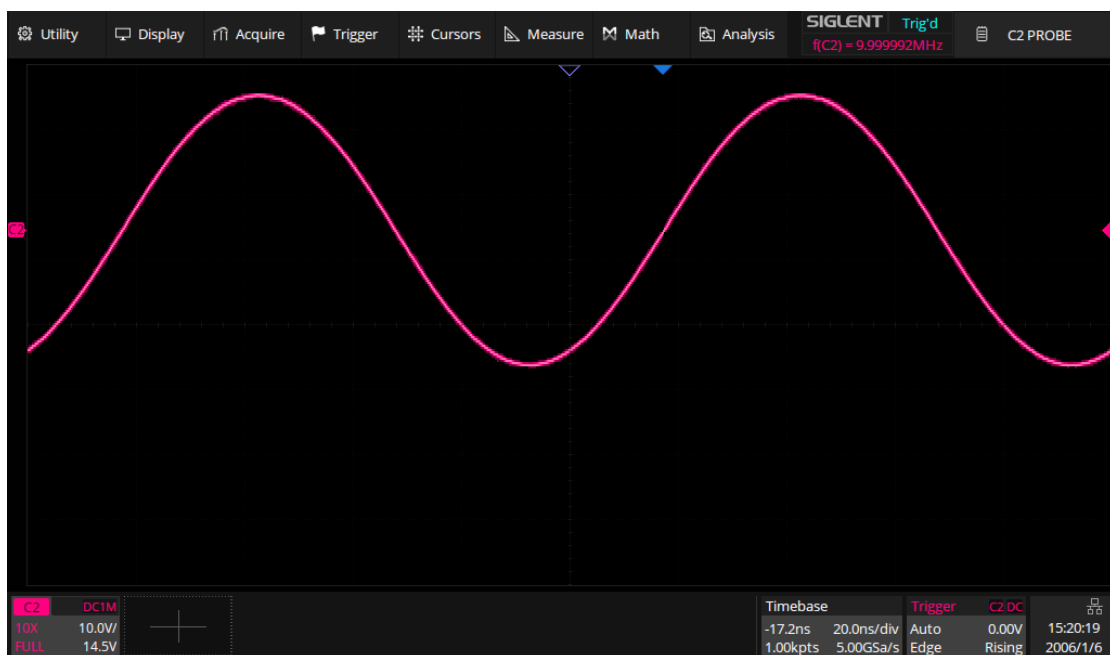 Utility Display Acquire Trigger Cursors Measure Math Analysis SIGLENT Trig'd C2 PROBE
f(C2) = 9.999992MHz
C2
C2 DC1M
10X 10.0V/
FULL 14.5V
Timebase
-17.2ns 20.0ns/div
1.00kpts 5.00GSa/s
Trigger C2 DC
Auto 0.00V
Edge Rising
15:20:19
2006/1/6